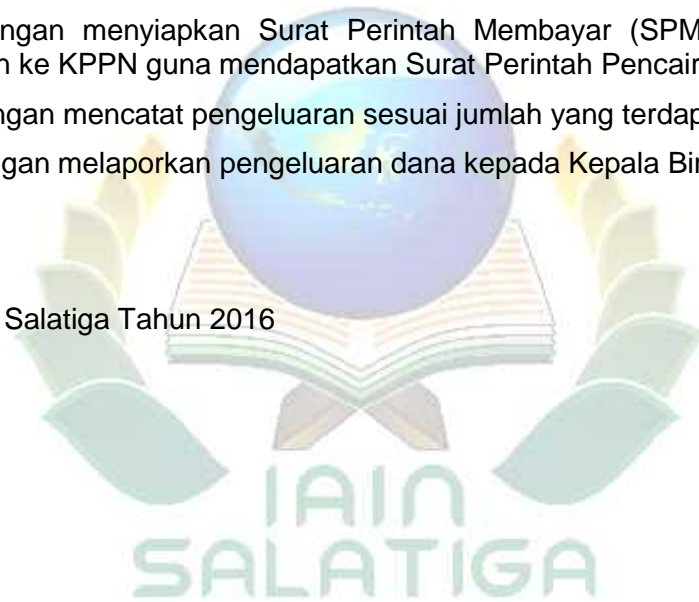 ngan menyiapkan Surat Perintah Membayar (SPM
n ke KPPN guna mendapatkan Surat Perintah Pencair
ngan mencatat pengeluaran sesuai jumlah yang terdap
gan melaporkan pengeluaran dana kepada Kepala Bir
Salatiga Tahun 2016
IAIN
SALATIGA